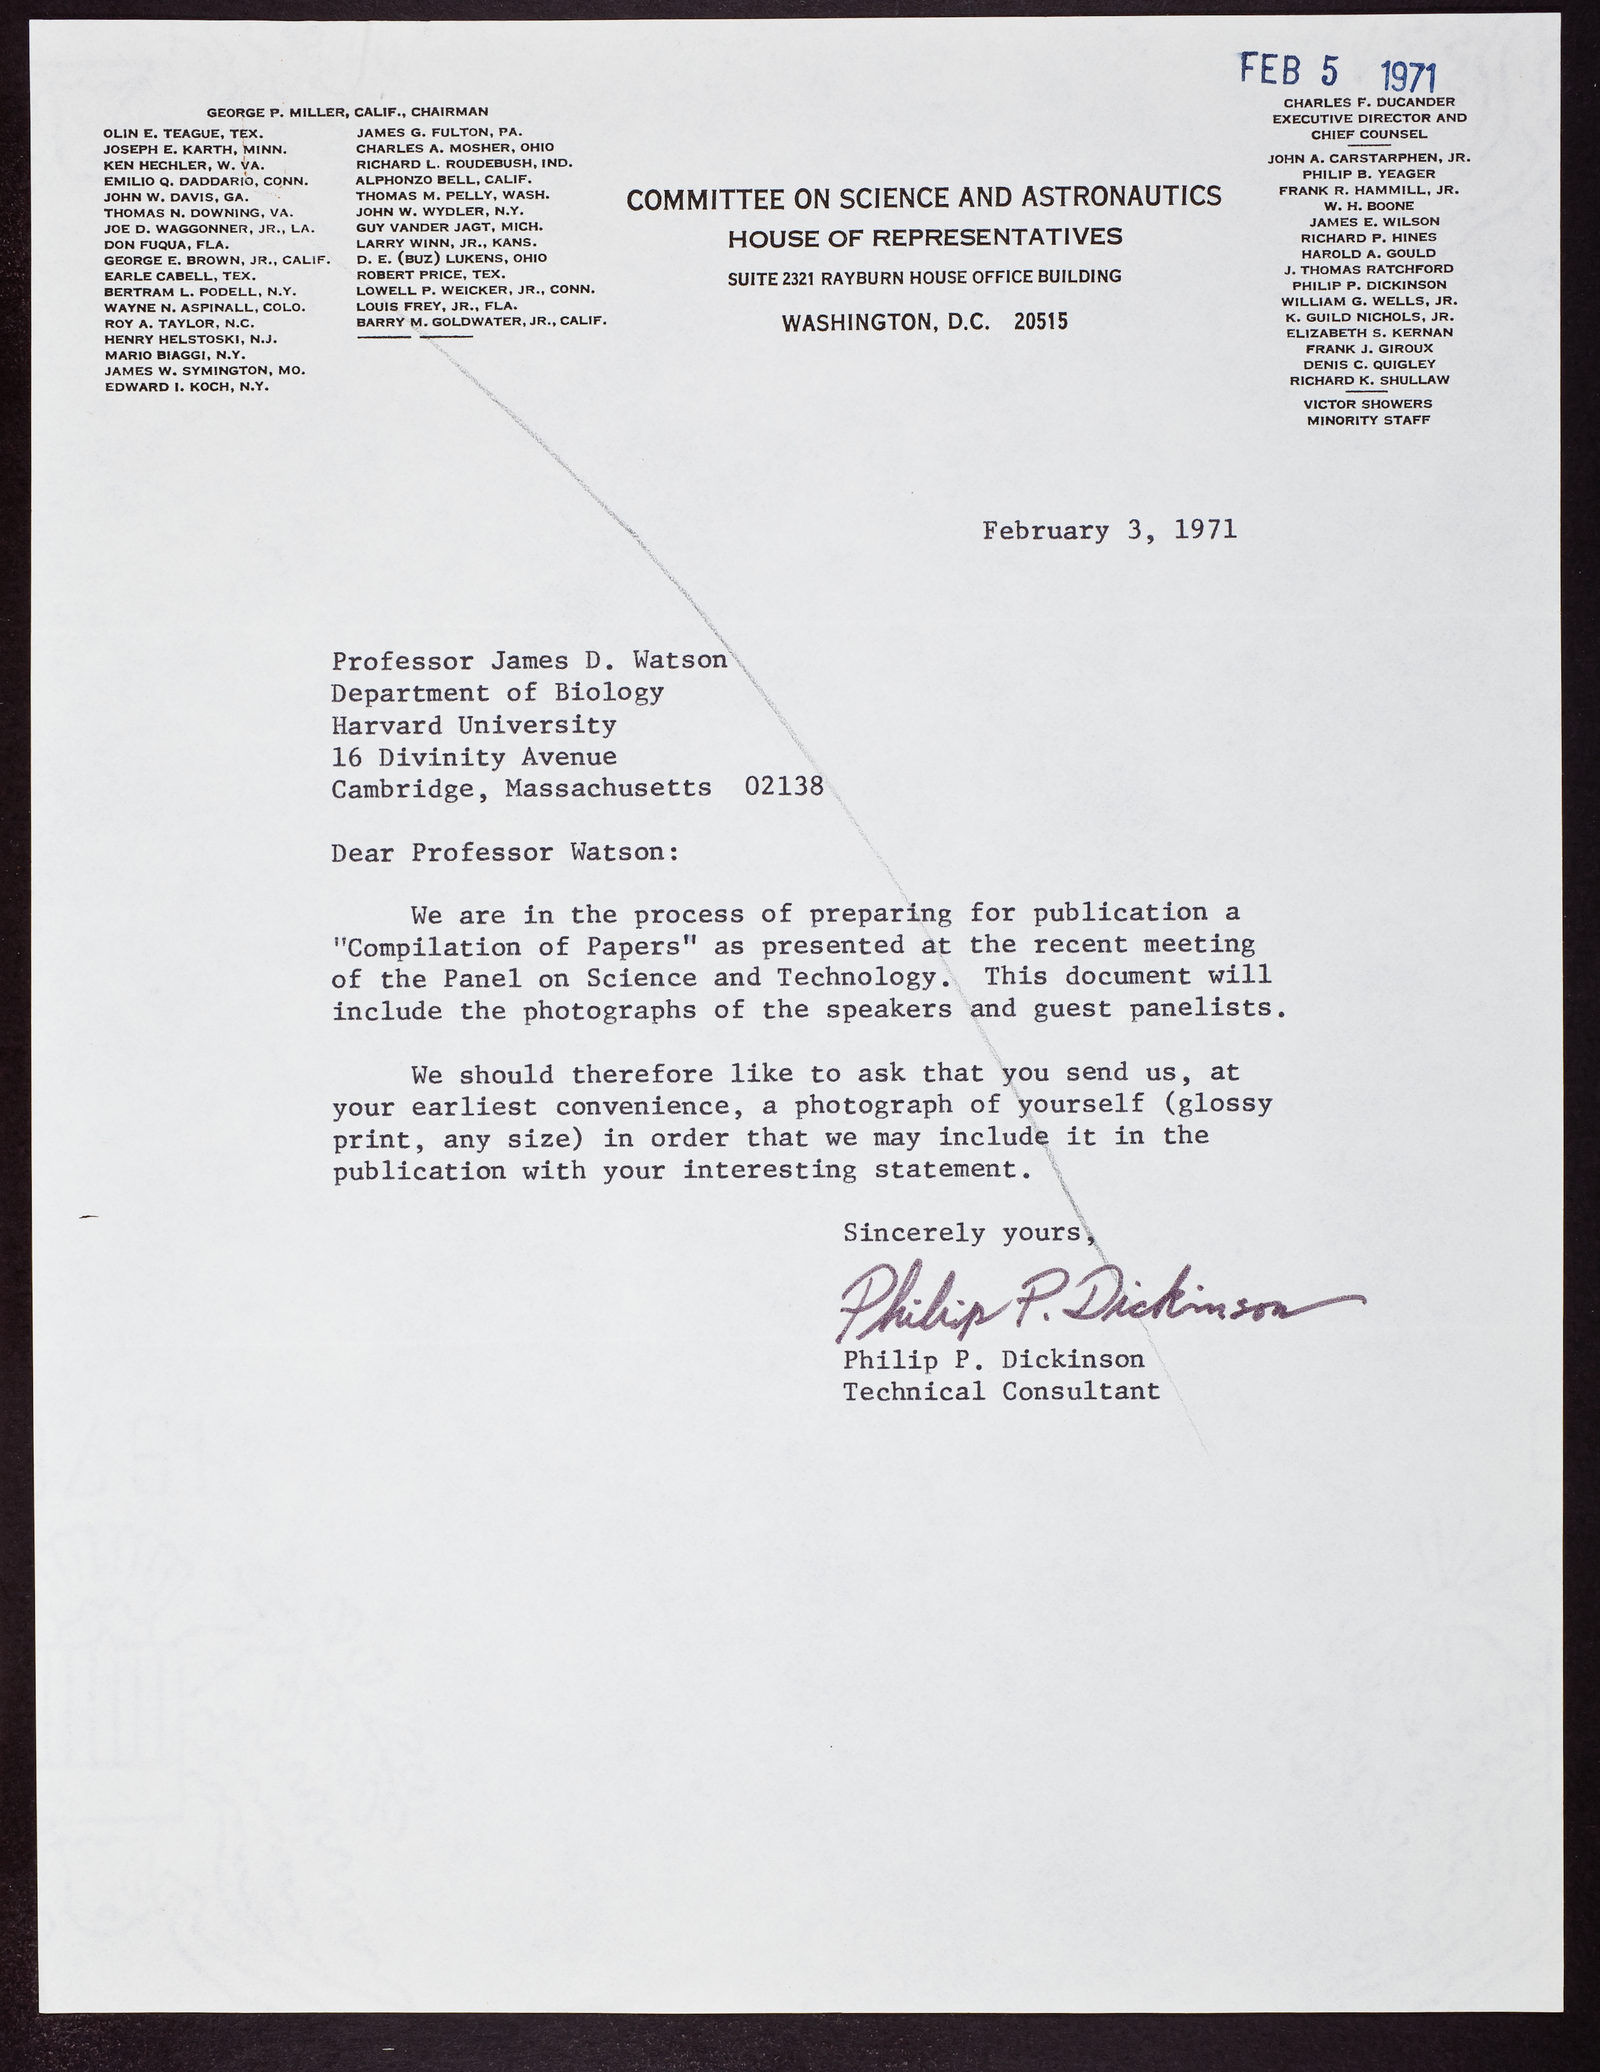 FEB 5 1971
GEORGE P. MILLER, CALIF., CHAIRMAN
OLIN E. TEAGUE, TEX.
JOSEPH E. KARTH, MINN.
KEN HECHLER, W. VA.
EMILIO Q. DADDARIO, CONN.
JOHN W. DAVIS, GA.
THOMAS N. DOWNING, VA.
JOE D. WAGGONNER, JR., LA.
DON FUQUA, FLA.
GEORGE E. BROWN, JR., CALIF.
EARLE CABELL, TEX.
BERTRAM L. PODELL, N.Y.
WAYNE N. ASPINALL, COLO.
ROY A. TAYLOR, N.C.
HENRY HELSTOSKI, N.J.
MARIO BIAGGI, N.Y.
JAMES W. SYMINGTON, MO.
EDWARD I. KOCH, N.Y.
JAMES G. FULTON, PA.
CHARLES A. MOSHER, OHIO
RICHARD L. ROUDEBUSH, IND.
ALPHONZO BELL, CALIF.
THOMAS M. PELLY, WASH.
JOHN W. WYDLER, N.Y.
GUY VANDER JAGT, MICH.
LARRY WINN, JR., KANS.
D. E. (BUZ) LUKENS, OHIO
ROBERT PRICE, TEX.
LOWELL P. WEICKER, JR., CONN.
LOUIS FREY, JR., FLA.
BARRY M. GOLDWATER, JR., CALIF.
COMMITTEE ON SCIENCE AND ASTRONAUTICS
HOUSE OF REPRESENTATIVES
SUITE 2321 RAYBURN HOUSE OFFICE BUILDING
WASHINGTON, D.C. 20515
CHARLES F. DUCANDER
EXECUTIVE DIRECTOR AND
CHIEF COUNSEL
JOHN A. CARSTARPHEN, JR.
PHILIP B. YEAGER
FRANK R. HAMMILL, JR.
W. H. BOONE
JAMES E. WILSON
RICHARD P. HINES
HAROLD A. GOULD
J. THOMAS RATCHFORD
PHILIP P. DICKINSON
WILLIAM G. WELLS, JR.
K. GUILD NICHOLS, JR.
ELIZABETH S. KERNAN
FRANK J. GIROUX
DENIS C. QUIGLEY
RICHARD K. SHULLAW
VICTOR SHOWERS
MINORITY STAFF
February 3, 1971
Professor James D. Watson
Department of Biology
Harvard University
16 Divinity Avenue
Cambridge, Massachusetts 02138
Dear Professor Watson:
We are in the process of preparing for publication a
"Compilation of Papers" as presented at the recent meeting
of the Panel on Science and Technology. This document will
include the photographs of the speakers and guest panelists.
We should therefore like to ask that you send us, at
your earliest convenience, a photograph of yourself (glossy
print, any size) in order that we may include it in the
publication with your interesting statement.
Sincerely yours,
Philip P. Dickinson
Philip P. Dickinson
Technical Consultant